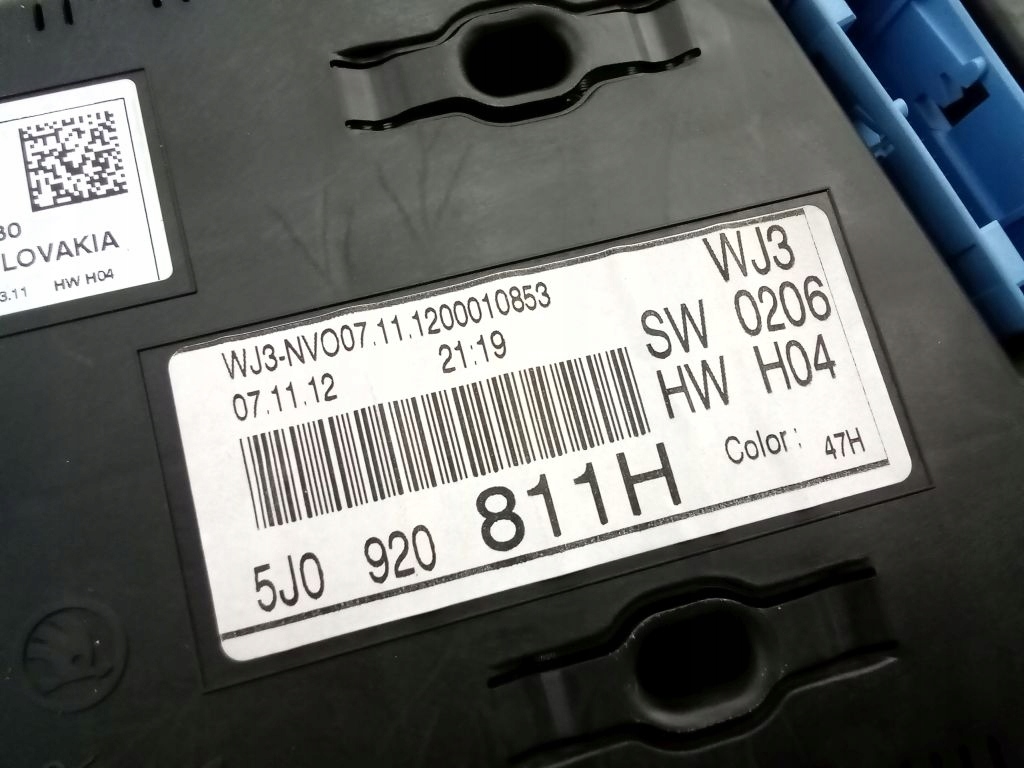 30
LOVAKIA
3.11 HW H04
WJ3-NVO07.11.1200010853
07.11.12 21:19
WJ3
SW 0206
HW H04
Color: 47H
5J0 920 811H